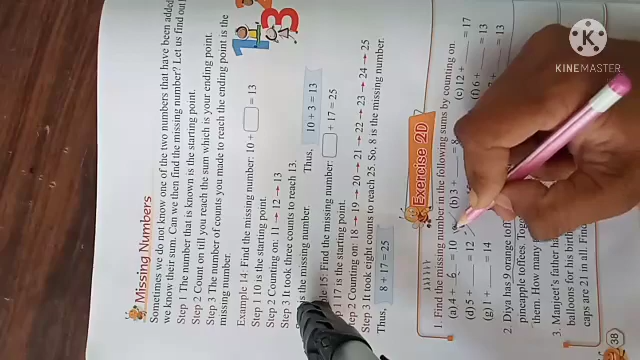 Missing Numbers
Sometimes we do not know one of the two numbers that have been added
we know their sum. Can we then find the missing number? Let us find out
Step 1 The number that is known is the starting point.
Step 2 Count on till you reach the sum which is your ending point.
Step 3 The number of counts you made to reach the ending point is the
missing number.
Example 14: Find the missing number: 10 + = 13
Step 1 10 is the starting point.
Step 2 Counting on: 11 → 12 → 13
Step 3 It took three counts to reach 13.
is the missing number. Thus, 10 + 3 = 13
15: Find the missing number: + 17 = 25
1 17 is the starting point.
2 Counting on: 18 → 19 → 20 → 21 → 22 → 23 → 24 → 25
Step 3 It took eight counts to reach 25. So, 8 is the missing number.
Thus, 8 + 17 = 25
Exercise 2D
1. Find the missing number in the following sums by counting on.
(a) 4 + 6 = 10 (b) 3 + = 8 (c) 12 + = 17
(d) 5 + = 12 (f) 6 + = 13
(g) 1 + = 14 + = 13
2. Diya has 9 orange
pineapple toffees.
them. How many
3. Manjeet's father
balloons for his
caps are 21 in all. Find
38
KINEMASTER